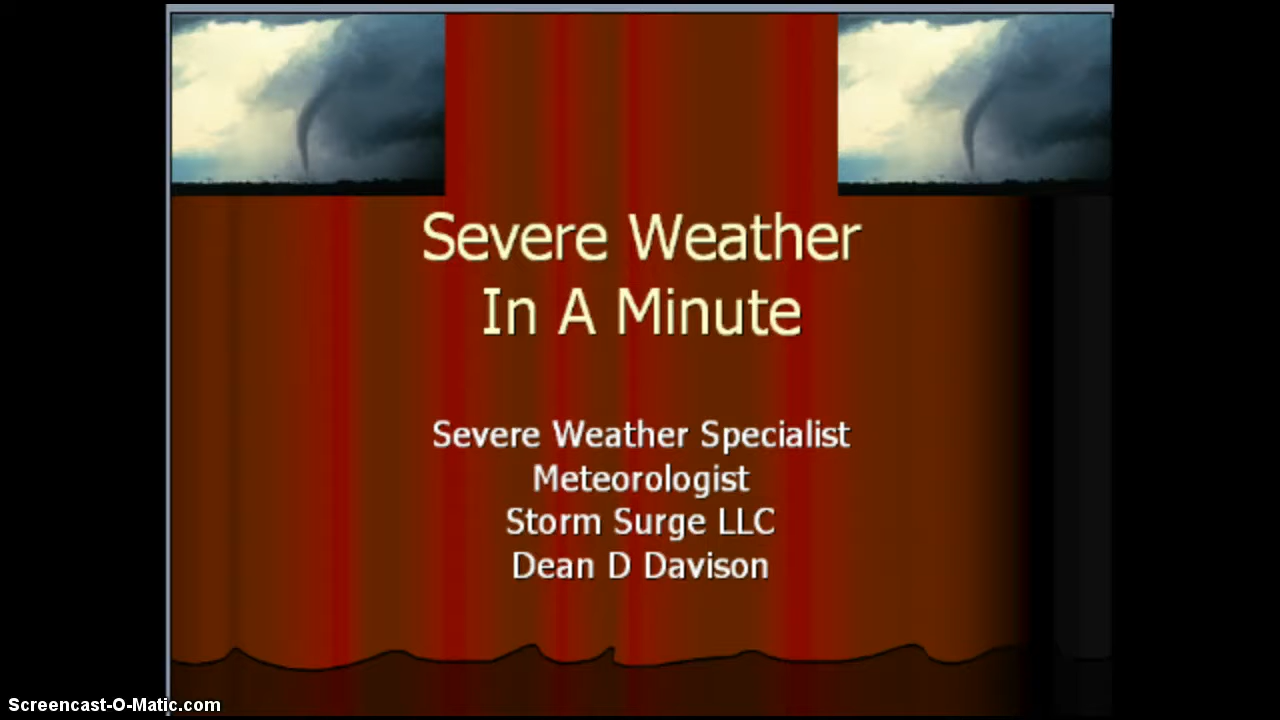 Severe Weather
In A Minute
Severe Weather Specialist
Meteorologist
Storm Surge LLC
Dean D Davison
Screencast-O-Matic.com